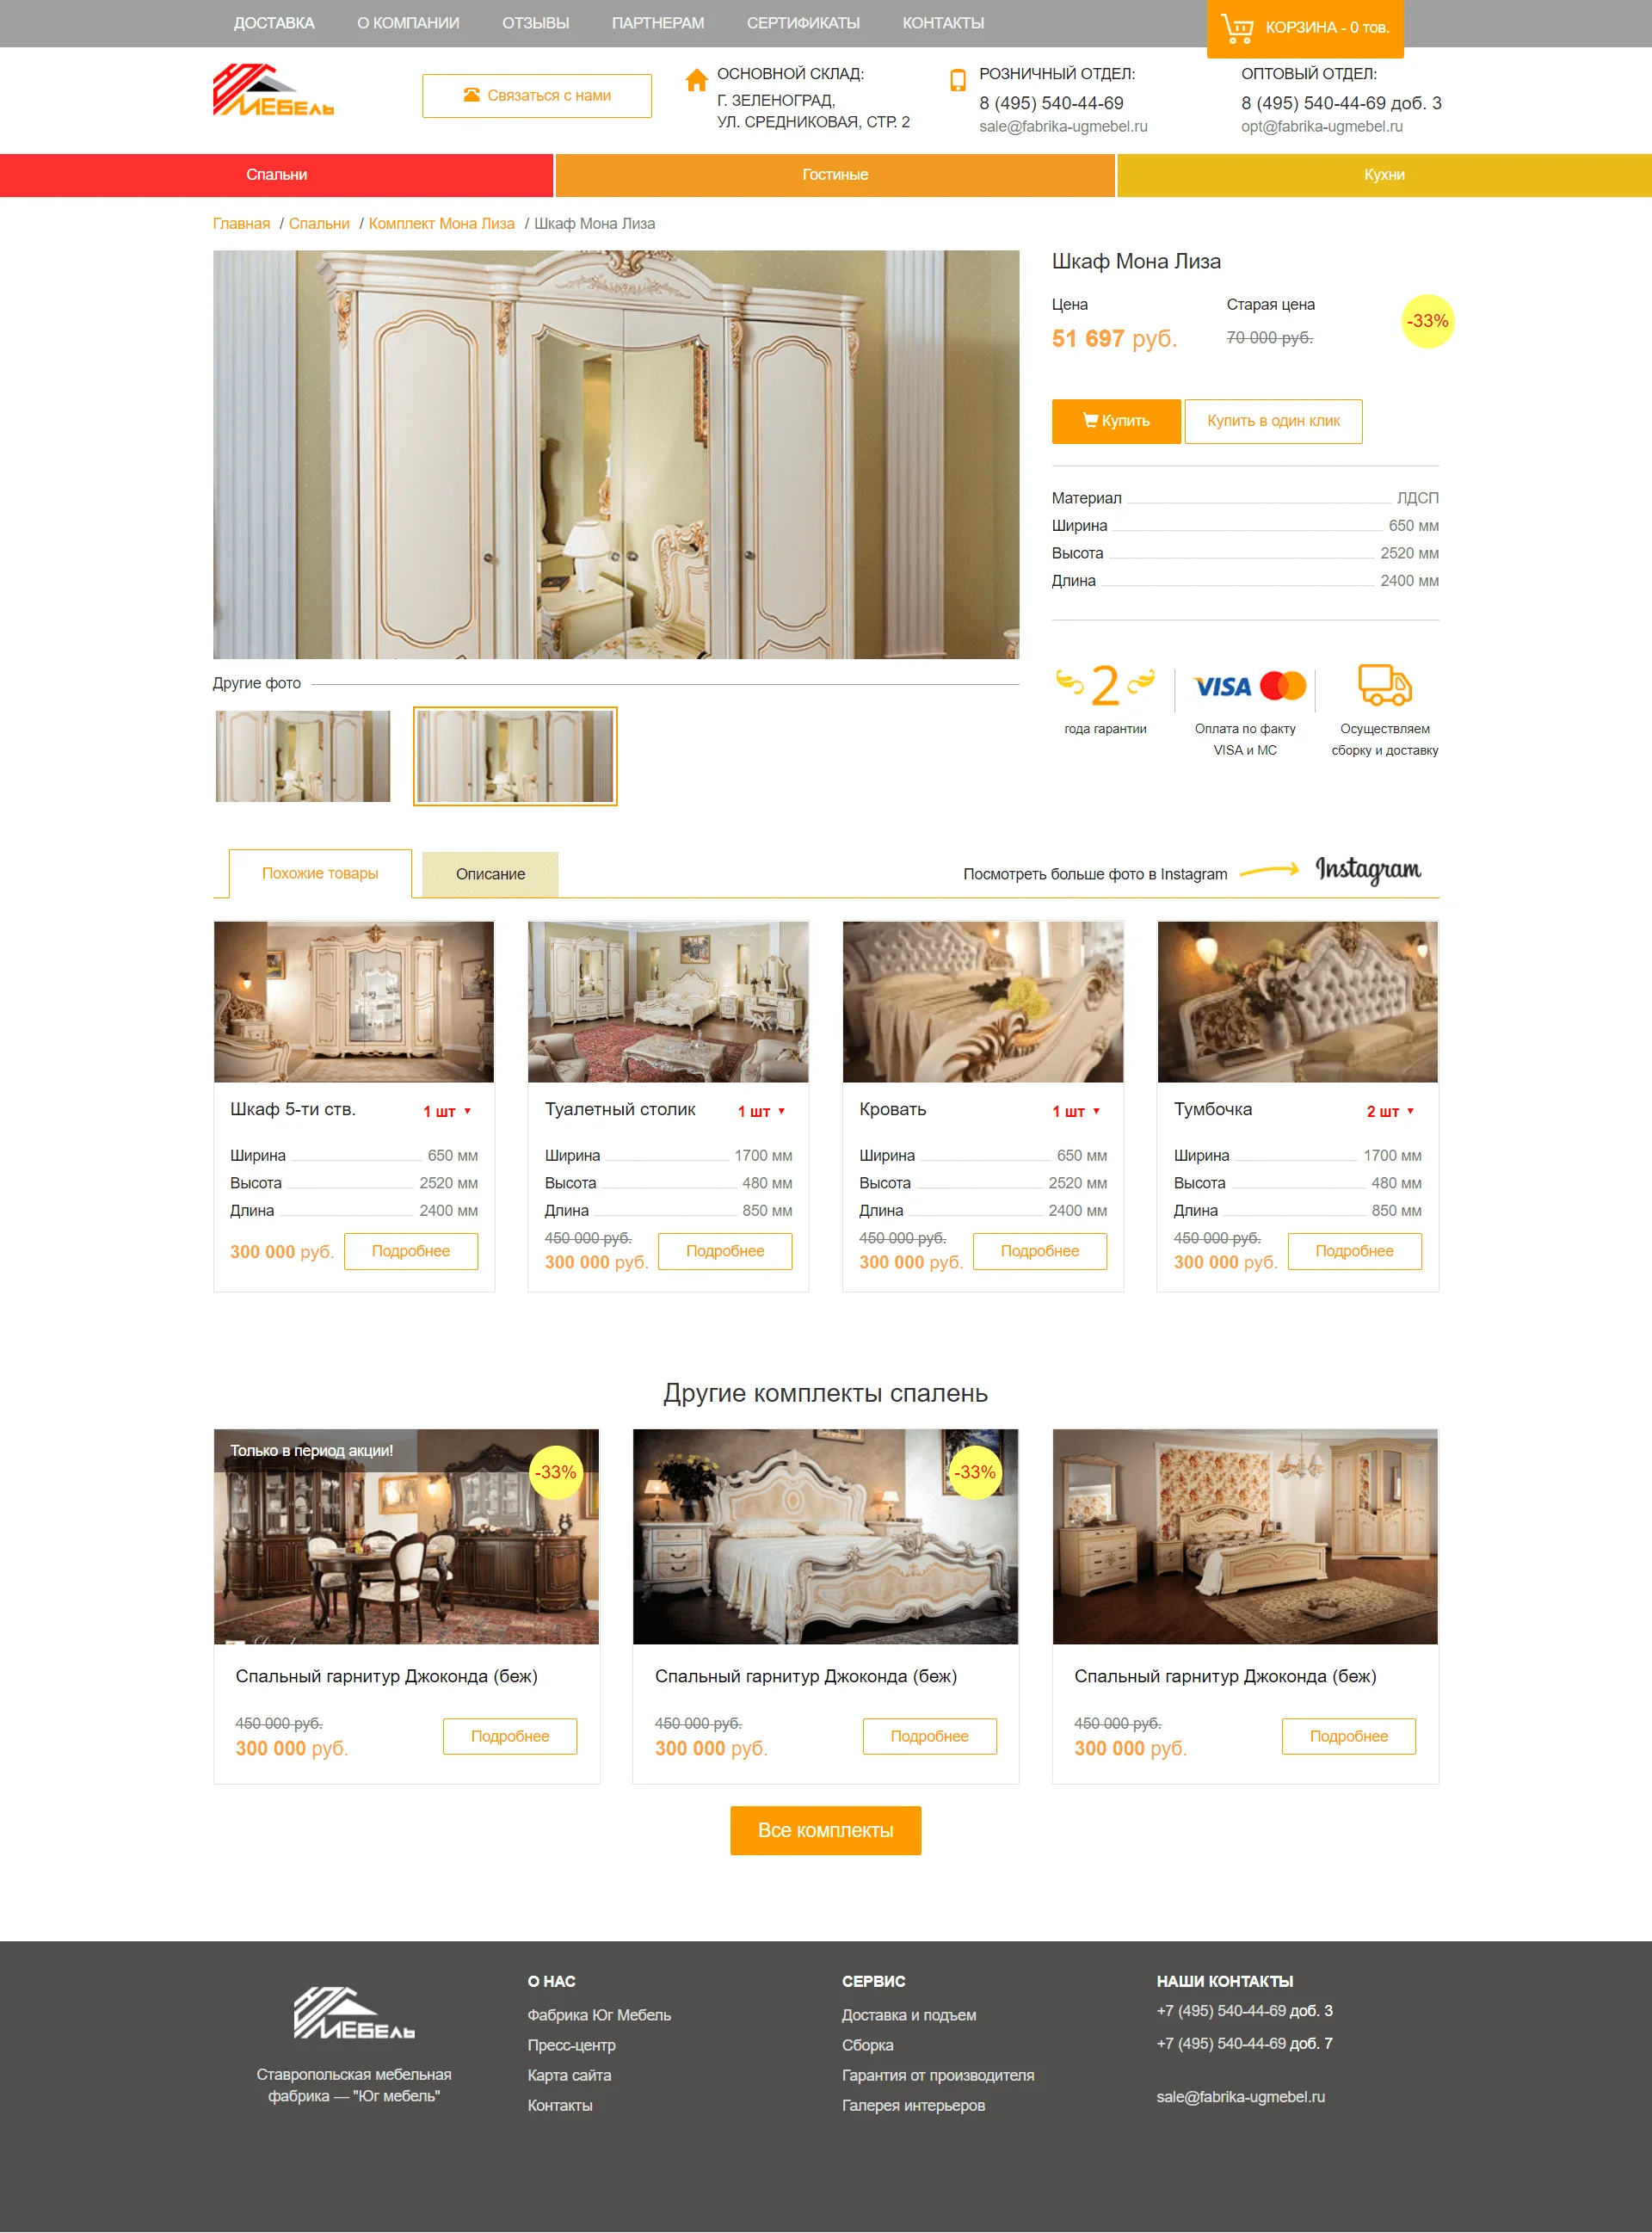 ДОСТАВКА О КОМПАНИИ ОТЗЫВЫ ПАРТНЕРАМ СЕРТИФИКАТЫ КОНТАКТЫ КОРЗИНА - 0 тов.
МЕБЕЛЬ
Связаться с нами
ОСНОВНОЙ СКЛАД:
Г. ЗЕЛЕНОГРАД,
УЛ. СРЕДНИКОВАЯ, СТР. 2
РОЗНИЧНЫЙ ОТДЕЛ:
8 (495) 540-44-69
sale@fabrika-ugmebel.ru
ОПТОВЫЙ ОТДЕЛ:
8 (495) 540-44-69 доб. 3
opt@fabrika-ugmebel.ru
Спальни Гостиные Кухни
Главная / Спальни / Комплект Мона Лиза / Шкаф Мона Лиза
Шкаф Мона Лиза
Цена Старая цена
51 697 руб. 70 000 руб.
-33%
Купить Купить в один клик
Материал ЛДСП
Ширина 650 мм
Высота 2520 мм
Длина 2400 мм
2
года гарантии
VISA
Оплата по факту
VISA и MC
Осуществляем
сборку и доставку
Другие фото
Похожие товары Описание Посмотреть больше фото в Instagram Instagram
Шкаф 5-ти ств. 1 шт
Ширина 650 мм
Высота 2520 мм
Длина 2400 мм
300 000 руб. Подробнее
Туалетный столик 1 шт
Ширина 1700 мм
Высота 480 мм
Длина 850 мм
450 000 руб.
300 000 руб. Подробнее
Кровать 1 шт
Ширина 650 мм
Высота 2520 мм
Длина 2400 мм
450 000 руб.
300 000 руб. Подробнее
Тумбочка 2 шт
Ширина 1700 мм
Высота 480 мм
Длина 850 мм
450 000 руб.
300 000 руб. Подробнее
Другие комплекты спалень
Только в период акции!
-33%
Спальный гарнитур Джоконда (беж)
450 000 руб.
300 000 руб. Подробнее
-33%
Спальный гарнитур Джоконда (беж)
450 000 руб.
300 000 руб. Подробнее
Спальный гарнитур Джоконда (беж)
450 000 руб.
300 000 руб. Подробнее
Все комплекты
МЕБЕЛЬ
Ставропольская мебельная
фабрика — "Юг мебель"
О НАС
Фабрика Юг Мебель
Пресс-центр
Карта сайта
Контакты
СЕРВИС
Доставка и подъем
Сборка
Гарантия от производителя
Галерея интерьеров
НАШИ КОНТАКТЫ
+7 (495) 540-44-69 доб. 3
+7 (495) 540-44-69 доб. 7
sale@fabrika-ugmebel.ru